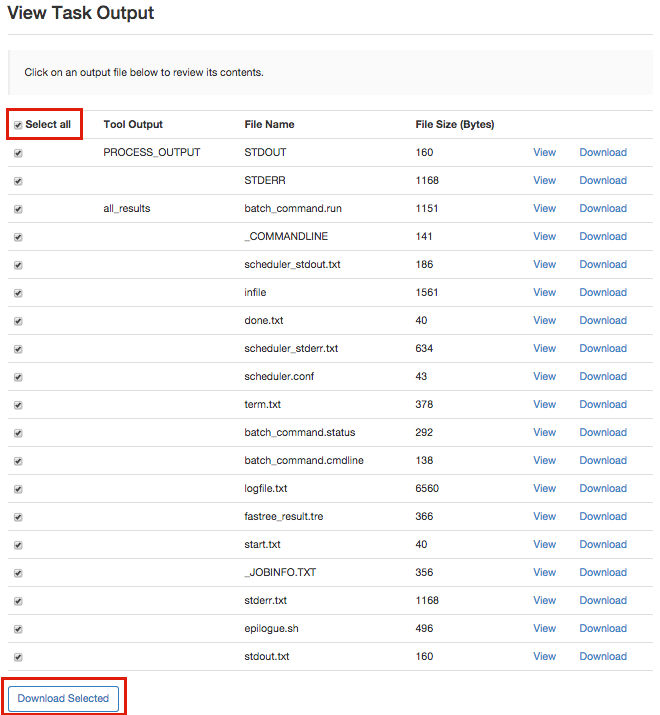 View Task Output
Click on an output file below to review its contents.
Select all Tool Output File Name File Size (Bytes)
PROCESS_OUTPUT STDOUT 160 View Download
STDERR 1168 View Download
all_results batch_command.run 1151 View Download
_COMMANDLINE 141 View Download
scheduler_stdout.txt 186 View Download
infile 1561 View Download
done.txt 40 View Download
scheduler_stderr.txt 634 View Download
scheduler.conf 43 View Download
term.txt 378 View Download
batch_command.status 292 View Download
batch_command.cmdline 138 View Download
logfile.txt 6560 View Download
fastree_result.tre 366 View Download
start.txt 40 View Download
_JOBINFO.TXT 356 View Download
stderr.txt 1168 View Download
epilogue.sh 496 View Download
stdout.txt 160 View Download
Download Selected